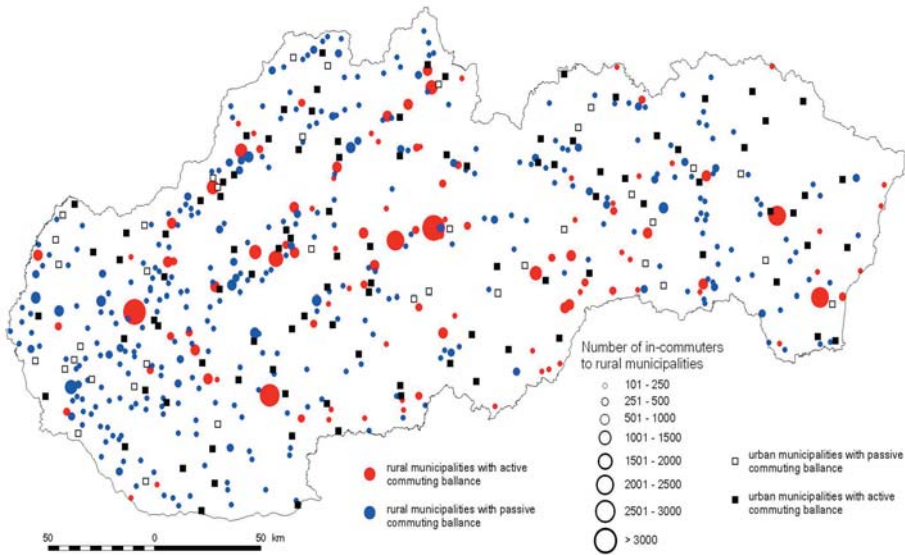 Number of in-commuters
to rural municipalities
101 - 250
251 - 500
501 - 1000
1001 - 1500
1501 - 2000
2001 - 2500
2501 - 3000
> 3000
rural municipalities with active
commuting ballance
rural municipalities with passive
commuting ballance
urban municipalities with passive
commuting ballance
urban municipalities with active
commuting ballance
50 0 50 km